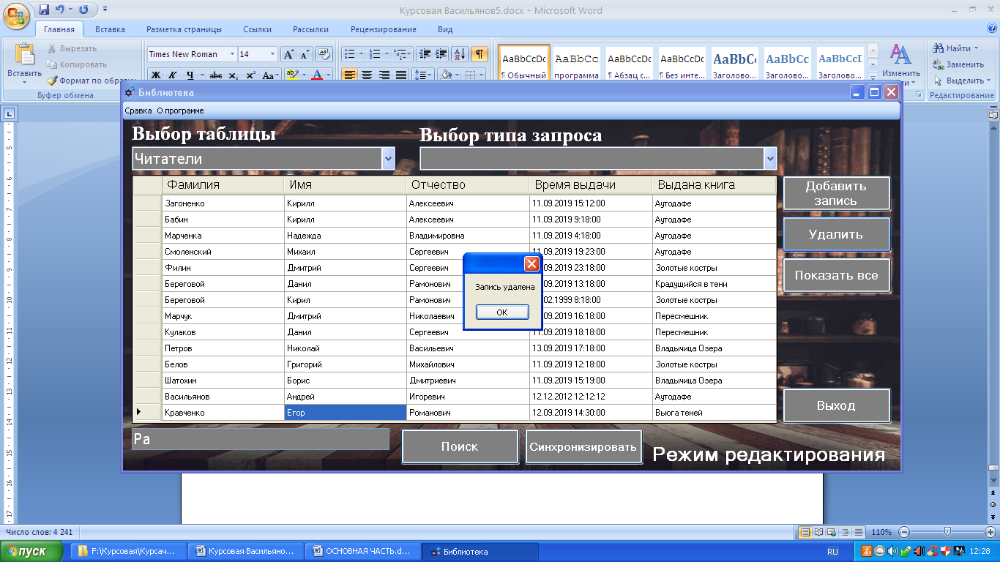 Курсовая Васильянов5.docx - Microsoft Word
Главная Вставка Разметка страницы Ссылки Рассылки Рецензирование Вид
Вставить
Вырезать
Копировать
Формат по образцу
Буфер обмена
Times New Roman 14
Ж К Ч abc x₂ x² Aa
AaBbCcDc AaBbCc AaBbCcDc AaBbCcDc AaBbCc AaBbCc AaBbCcI
¶ Обычный программа ¶ Абзац с... ¶ Без инте... Заголово... Заголово... Заголово...
Изменить
Найти
Заменить
Выделить
Редактирование
Библиотека
Сравка О программе
Выбор таблицы Выбор типа запроса
Читатели
Фамилия Имя Отчество Время выдачи Выдана книга
Загоненко Кирилл Алексеевич 11.09.2019 15:12:00 Аутодафе
Бабин Кирилл Алексеевич 11.09.2019 9:18:00 Аутодафе
Марченка Надежда Владимировна 11.09.2019 4:18:00 Аутодафе
Смоленский Михаил Сергеевич 11.09.2019 19:23:00 Аутодафе
Филин Дмитрий Сергеевич .09.2019 23:18:00 Золотые костры
Береговой Данил Рамонович .09.2019 13:18:00 Крадущийся в тени
Береговой Кирил Рамонович .02.1999 8:18:00 Золотые костры
Марчук Дмитрий Николаевич .09.2019 16:18:00 Пересмешник
Кулаков Данил Сергеевич 11.09.2019 18:18:00 Пересмешник
Петров Николай Васильевич 13.09.2019 17:18:00 Владычица Озера
Белов Григорий Михайлович 11.09.2019 12:18:00 Золотые костры
Шатохин Борис Дмитриевич 11.09.2019 15:19:00 Владычица Озера
Васильянов Андрей Игоревич 12.12.2012 12:12:12 Аутодафе
Кравченко Егор Романович 12.09.2019 14:30:00 Вьюга теней
Запись удалена
ОК
Добавить
запись
Удалить
Показать все
Выход
Ра
Поиск
Синхронизировать
Режим редактирования
Число слов: 4 241
110%
пуск
F:\Курсовая\Курсач...
Курсовая Васильяно...
ОСНОВНАЯ ЧАСТЬ.d...
Библиотека
RU
12:28